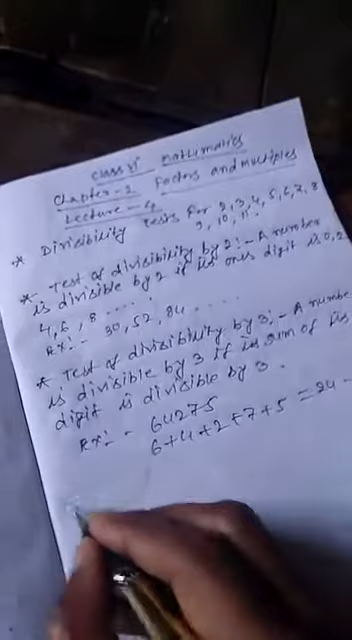 Class VI Mathematics
Chapter-2 Factors and multiples
Lecture-4
* Divisibility tests for 2,3,4,5,6,7,8
9,10,11.
* Test of divisibility by 2:- A number
is divisible by 2 if its ones digit is 0,2
4,6,8 .....
Ex:- 30,52,84 .....
* Test of divisibility by 3:- A numbe
is divisible by 3 if its sum of its
digit is divisible by 3.
Ex:- 64275
6+4+2+7+5 = 24